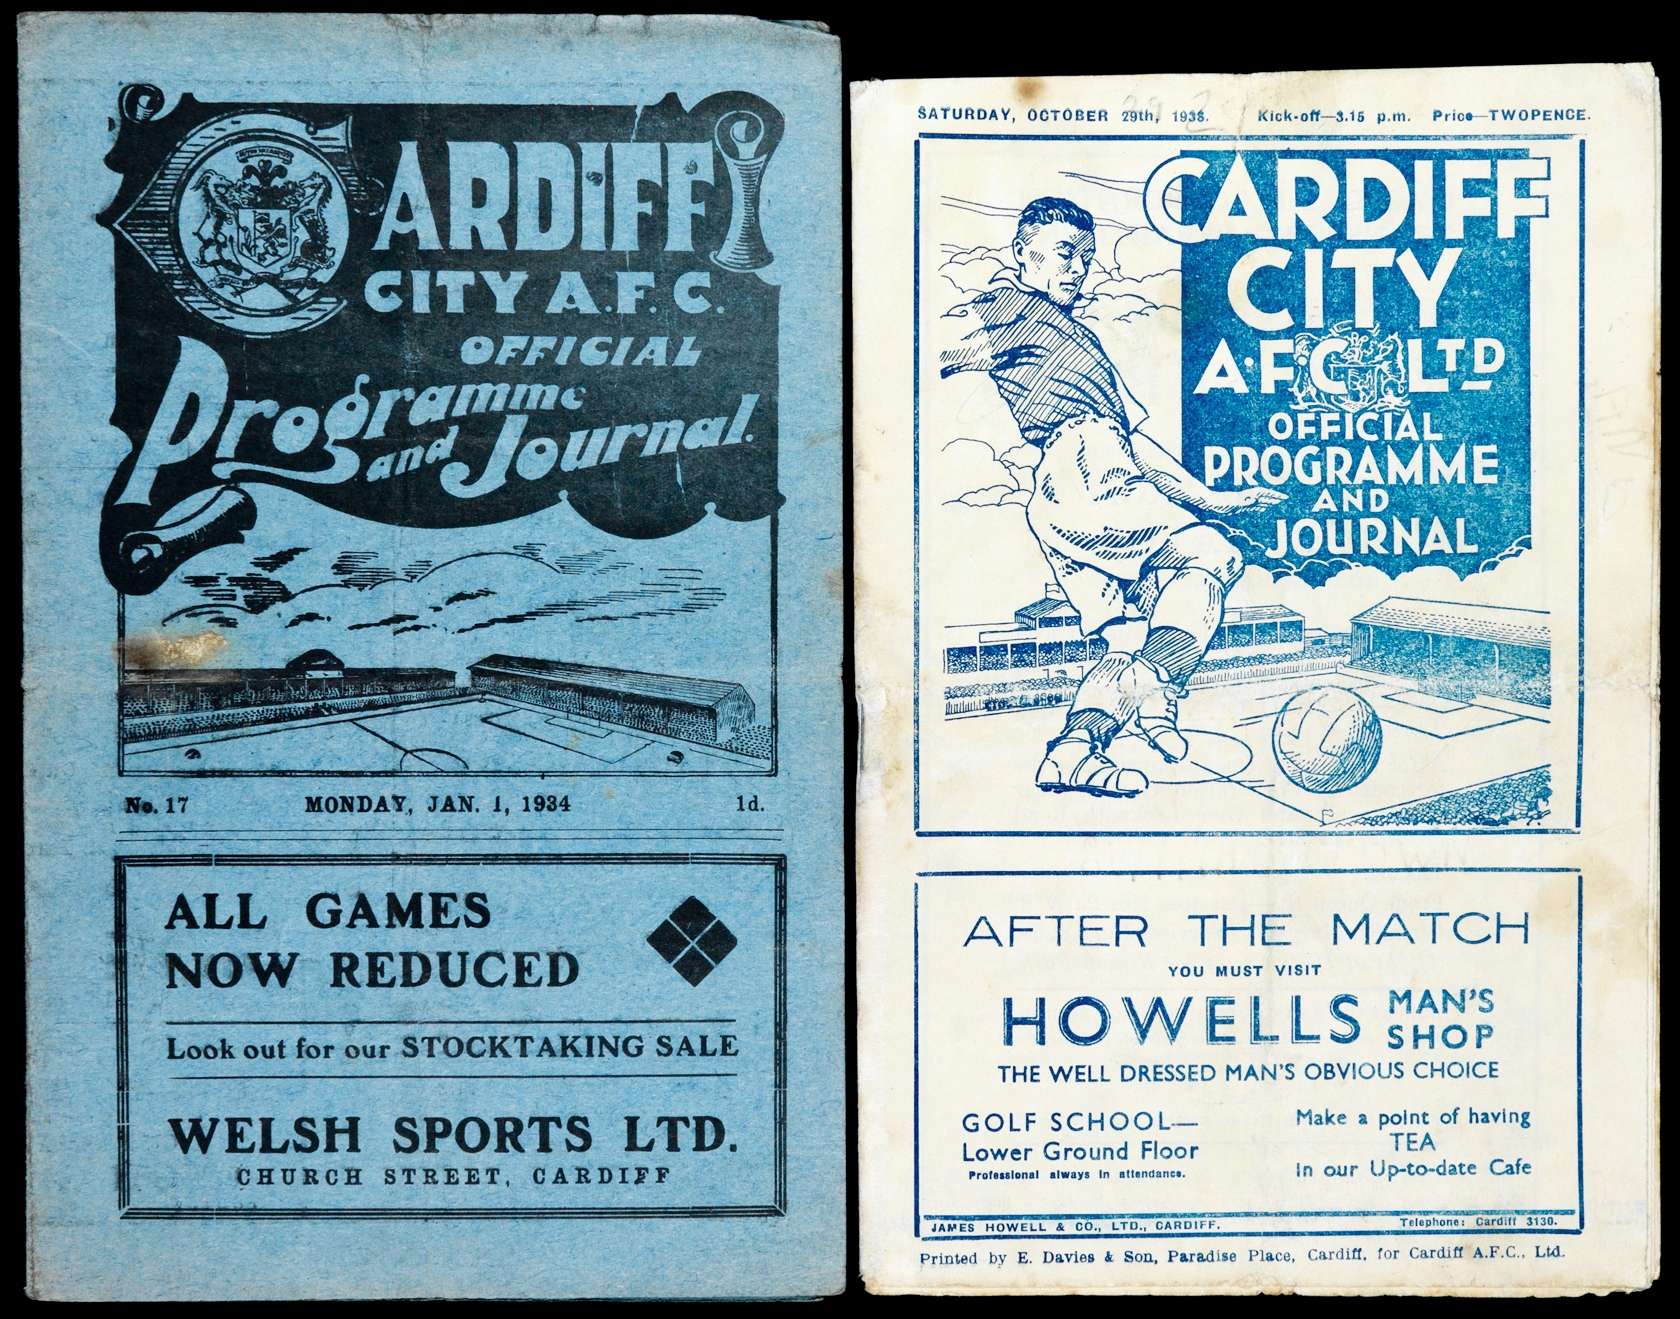 CARDIFF
CITY A.F.C.
OFFICIAL
Programme
and Journal.
No. 17 MONDAY, JAN. 1, 1934 1d.
ALL GAMES
NOW REDUCED
Look out for our STOCKTAKING SALE
WELSH SPORTS LTD.
CHURCH STREET, CARDIFF
SATURDAY, OCTOBER 29th, 1938. Kick-off—3.15 p.m. Price—TWOPENCE.
CARDIFF
CITY
A.F.C. LTD
OFFICIAL
PROGRAMME
AND
JOURNAL
AFTER THE MATCH
YOU MUST VISIT
HOWELLS MAN'S SHOP
THE WELL DRESSED MAN'S OBVIOUS CHOICE
GOLF SCHOOL—
Lower Ground Floor
Professional always in attendance.
Make a point of having
TEA
in our Up-to-date Cafe
JAMES HOWELL & CO., LTD., CARDIFF. Telephone: Cardiff 3130.
Printed by E. Davies & Son, Paradise Place, Cardiff, for Cardiff A.F.C., Ltd.